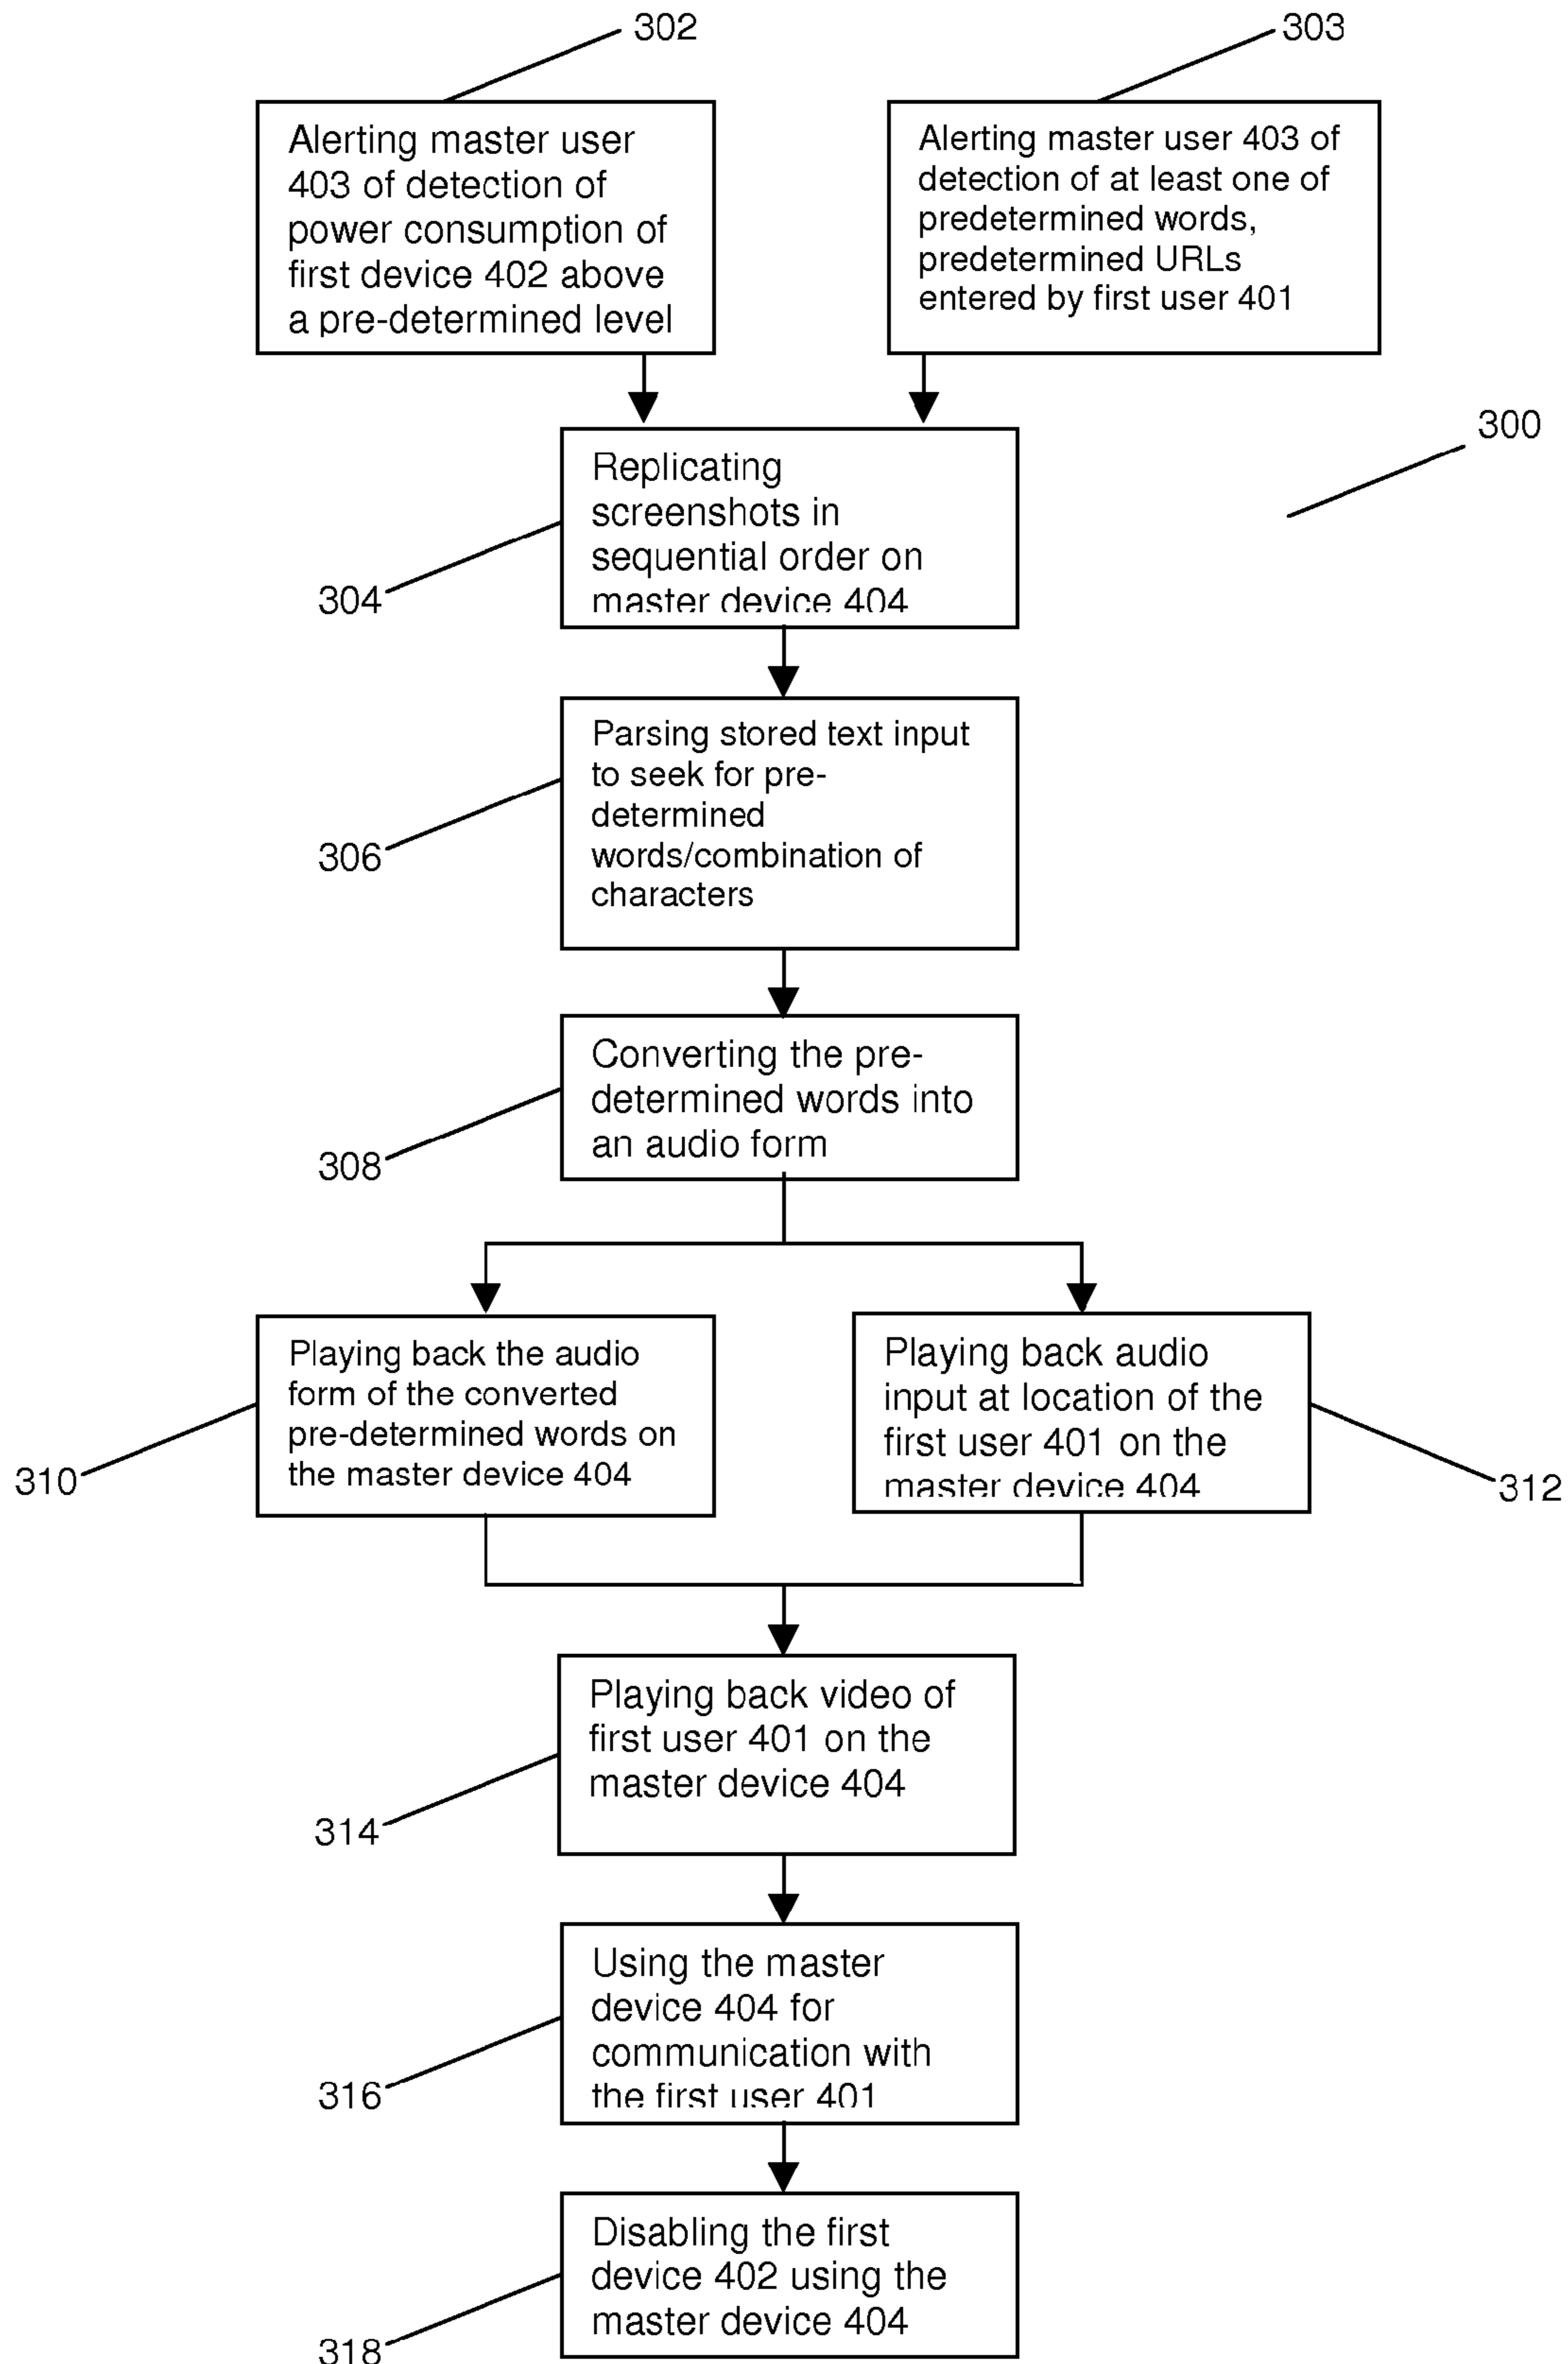 302
303
Alerting master user
403 of detection of
power consumption of
first device 402 above
a pre-determined level
Alerting master user 403 of
detection of at least one of
predetermined words,
predetermined URLs
entered by first user 401
300
Replicating
screenshots in
sequential order on
master device 404
304
Parsing stored text input
to seek for pre-
determined
words/combination of
characters
306
Converting the pre-
determined words into
an audio form
308
Playing back the audio
form of the converted
pre-determined words on
the master device 404
310
Playing back audio
input at location of the
first user 401 on the
master device 404
312
Playing back video of
first user 401 on the
master device 404
314
Using the master
device 404 for
communication with
the first user 401
316
Disabling the first
device 402 using the
master device 404
318